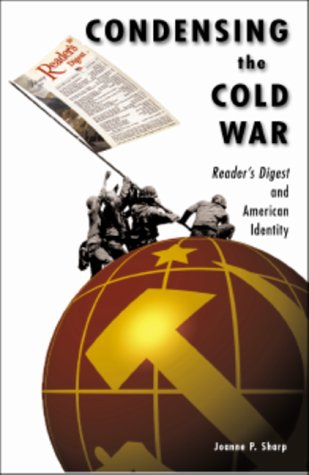 CONDENSING
the
COLD
WAR
Reader's Digest
Reader's Digest
and
American
Identity
Joanne P. Sharp